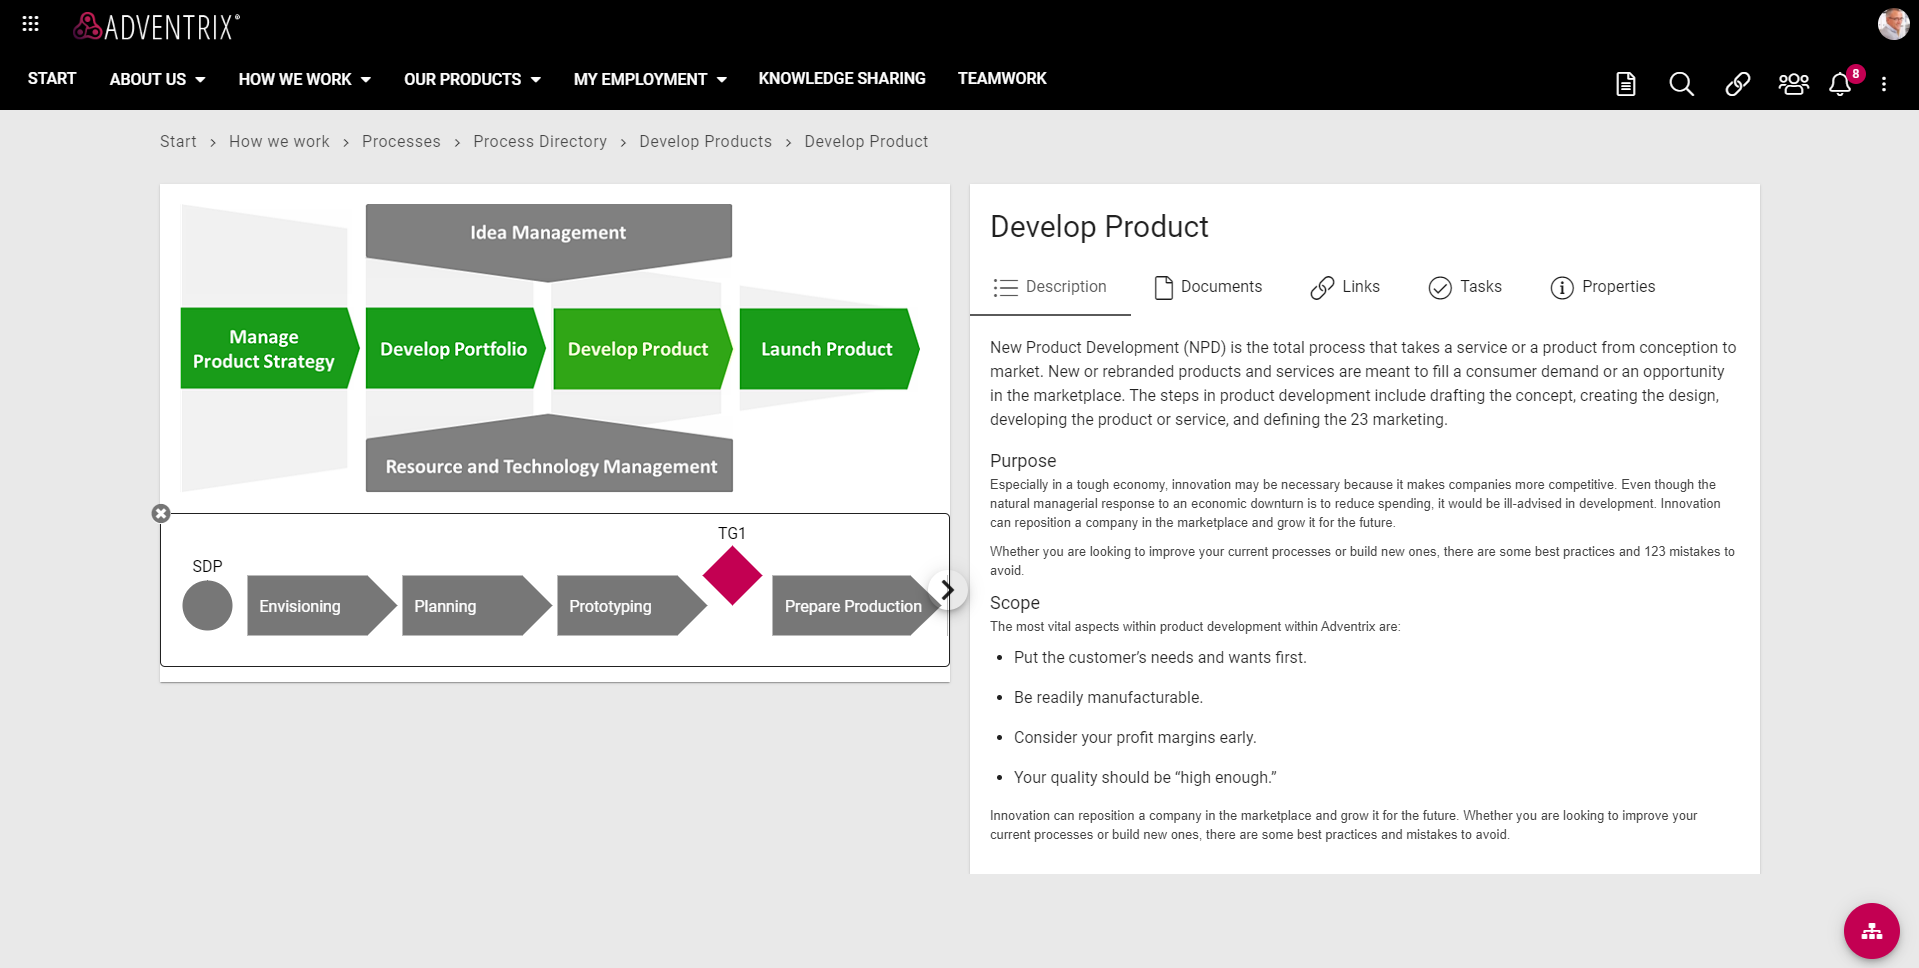 ADVENTRIX®
START ABOUT US HOW WE WORK OUR PRODUCTS MY EMPLOYMENT KNOWLEDGE SHARING TEAMWORK
8
Start > How we work > Processes > Process Directory > Develop Products > Develop Product
Idea Management
Manage
Product Strategy
Develop Portfolio
Develop Product
Launch Product
Resource and Technology Management
SDP
Envisioning
Planning
Prototyping
TG1
Prepare Production
Develop Product
Description Documents Links Tasks Properties
New Product Development (NPD) is the total process that takes a service or a product from conception to
market. New or rebranded products and services are meant to fill a consumer demand or an opportunity
in the marketplace. The steps in product development include drafting the concept, creating the design,
developing the product or service, and defining the 23 marketing.
Purpose
Especially in a tough economy, innovation may be necessary because it makes companies more competitive. Even though the
natural managerial response to an economic downturn is to reduce spending, it would be ill-advised in development. Innovation
can reposition a company in the marketplace and grow it for the future.
Whether you are looking to improve your current processes or build new ones, there are some best practices and 123 mistakes to
avoid.
Scope
The most vital aspects within product development within Adventrix are:
• Put the customer’s needs and wants first.
• Be readily manufacturable.
• Consider your profit margins early.
• Your quality should be “high enough.”
Innovation can reposition a company in the marketplace and grow it for the future. Whether you are looking to improve your
current processes or build new ones, there are some best practices and mistakes to avoid.